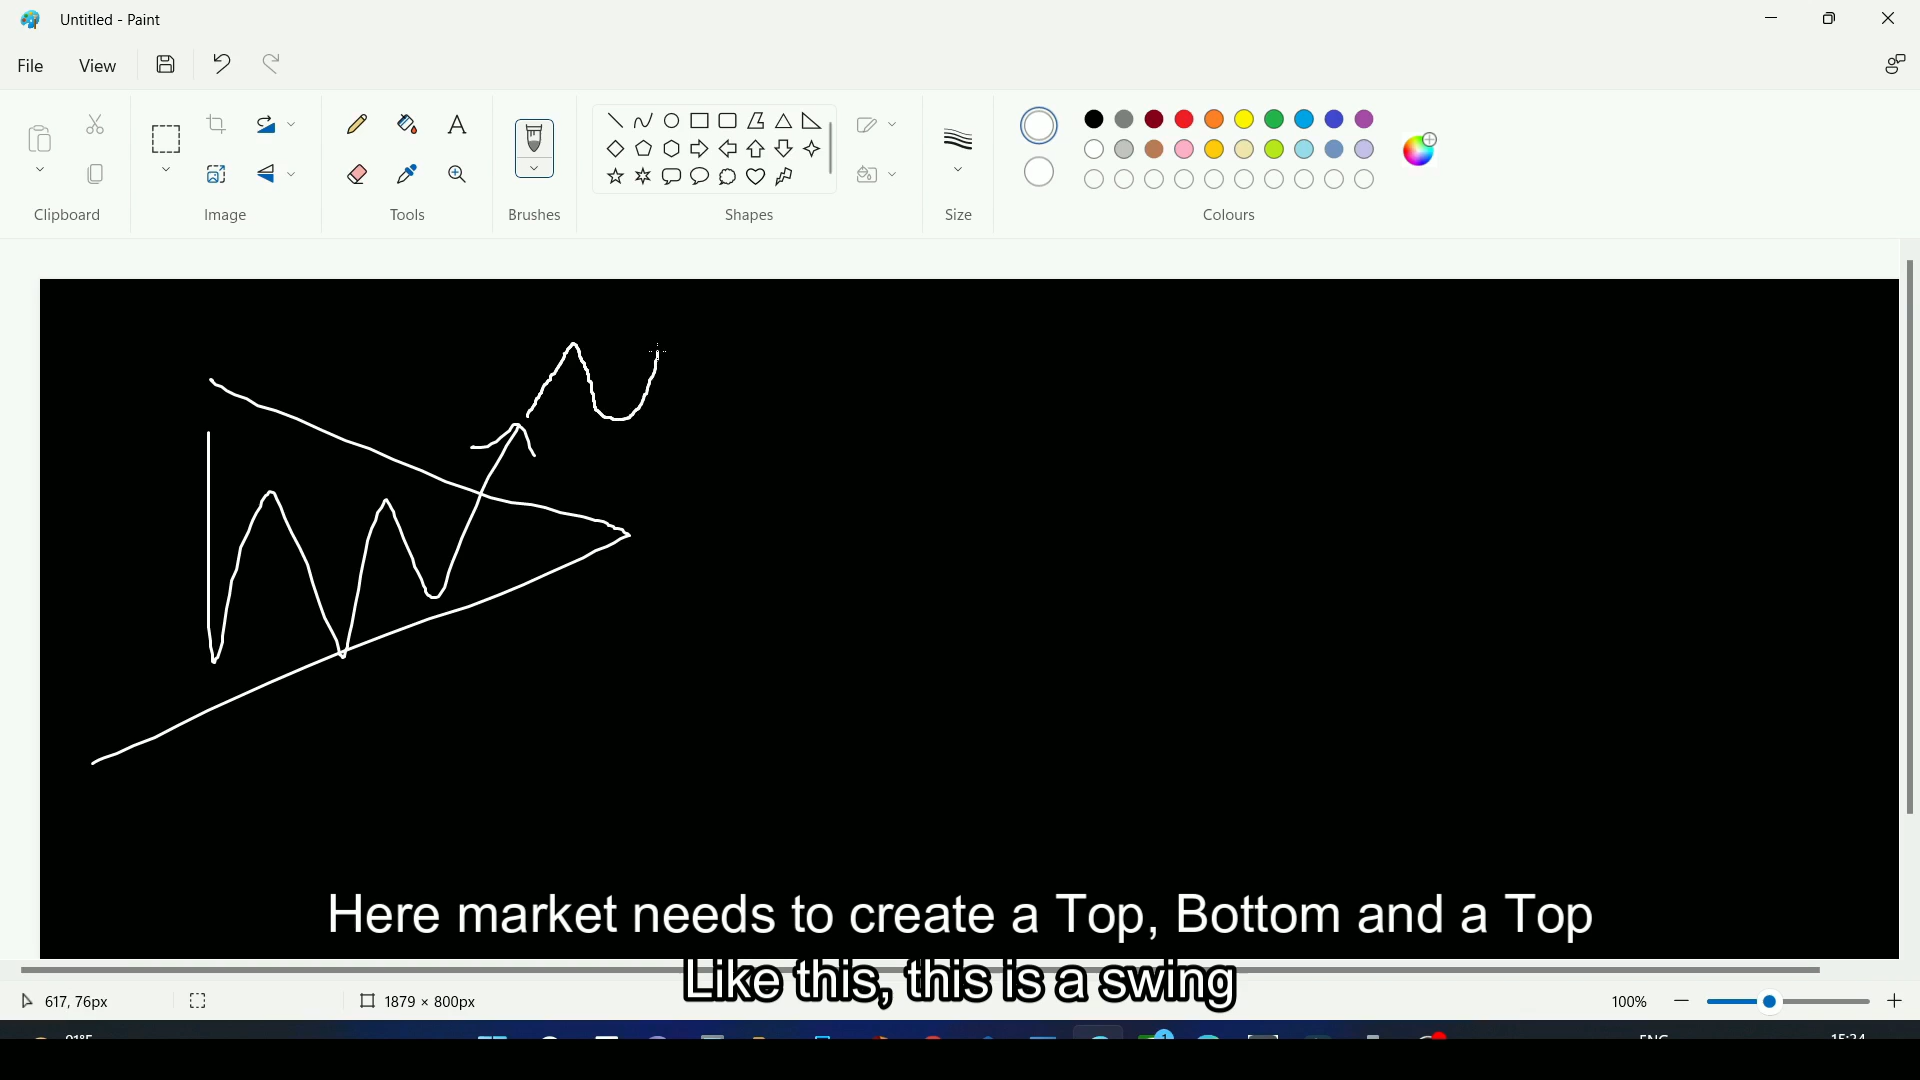 Untitled - Paint
File View
Clipboard Image Tools Brushes Shapes Size Colours
Here market needs to create a Top, Bottom and a Top
Like this, this is a swing
617, 76px 1879 × 800px 100%